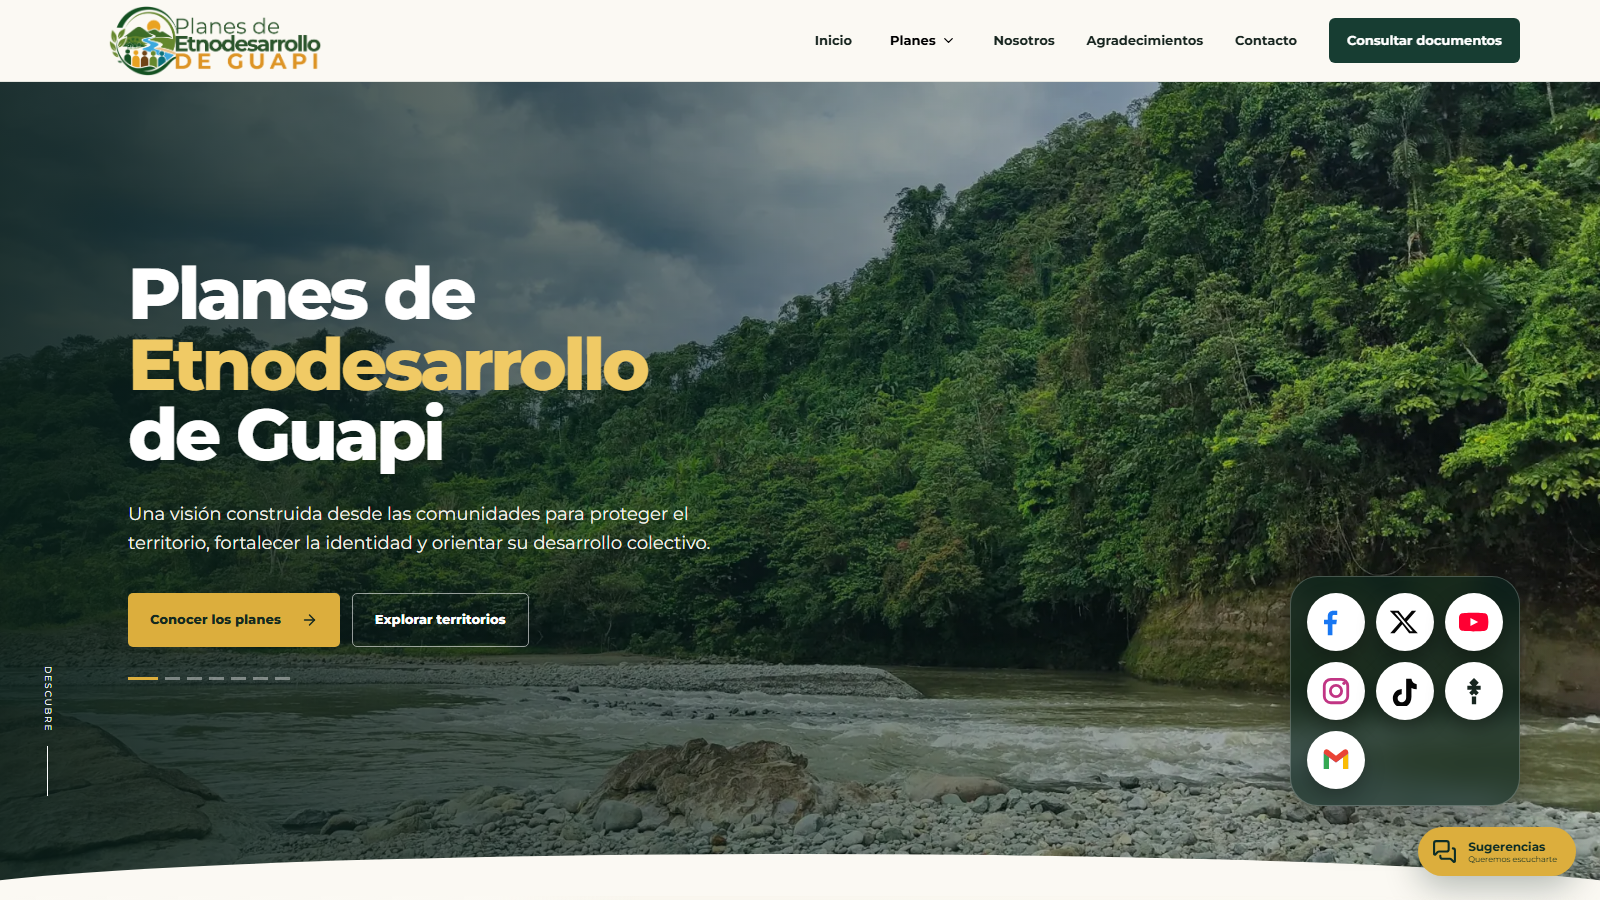 Planes de
Etnodesarrollo
DE GUAPI
Inicio
Planes
Nosotros
Agradecimientos
Contacto
Consultar documentos
Planes de
Etnodesarrollo
de Guapi
Una visión construida desde las comunidades para proteger el
territorio, fortalecer la identidad y orientar su desarrollo colectivo.
Conocer los planes
Explorar territorios
DESCUBRE
Sugerencias
Queremos escucharte